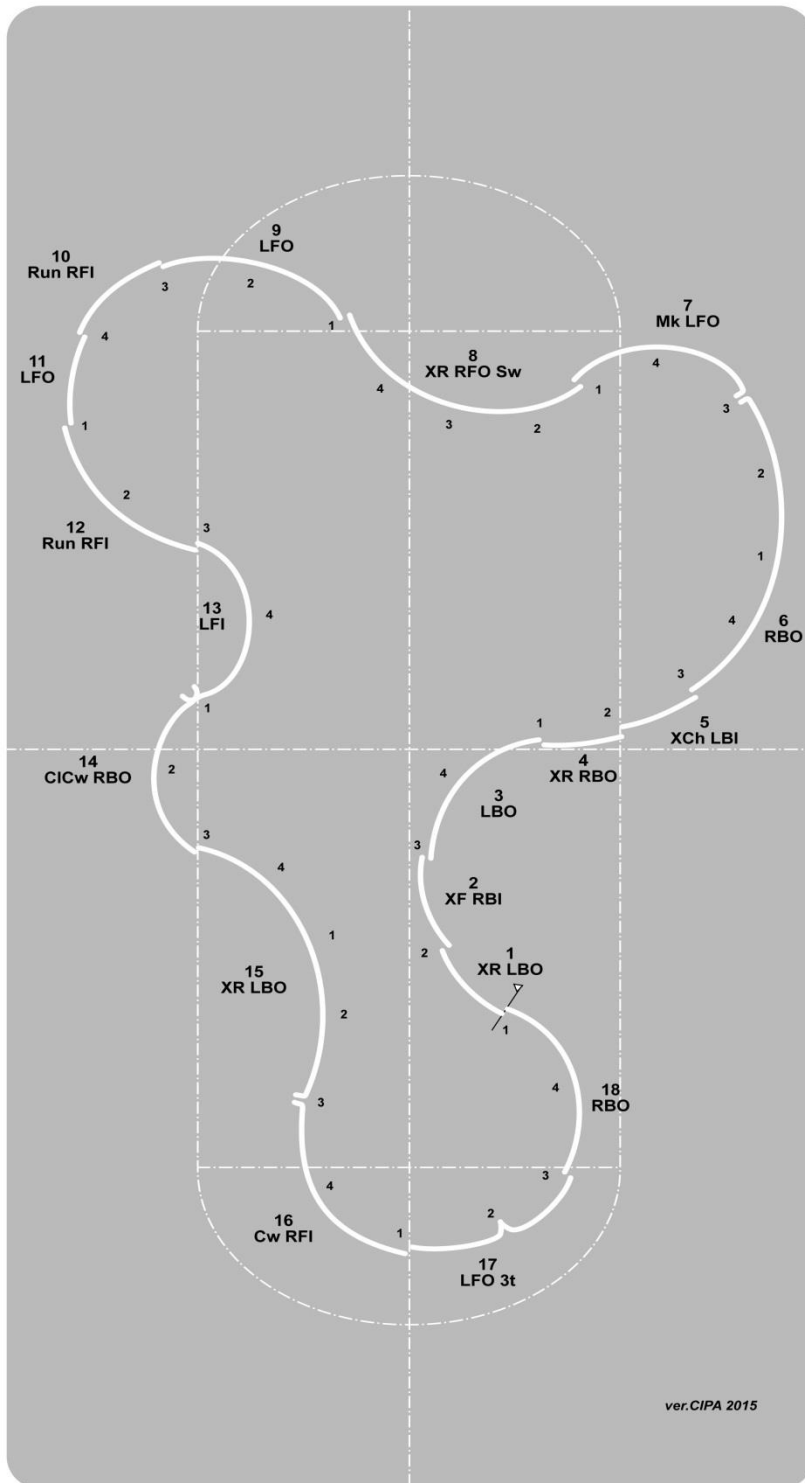 9
LFO
10
Run RFI
3
2
1
4
7
Mk LFO
4
8
XR RFO Sw
11
LFO
4
1
3
3
2
1
2
2
12
Run RFI
3
1
13
LFI
4
4
6
RBO
3
1
2
1
5
XCh LBI
14
ClCw RBO
2
4
4
XR RBO
3
LBO
3
3
4
2
XF RBI
1
2
1
XR LBO
15
XR LBO
2
1
4
18
RBO
3
3
4
2
16
Cw RFI
1
17
LFO 3t
ver.CIPA 2015